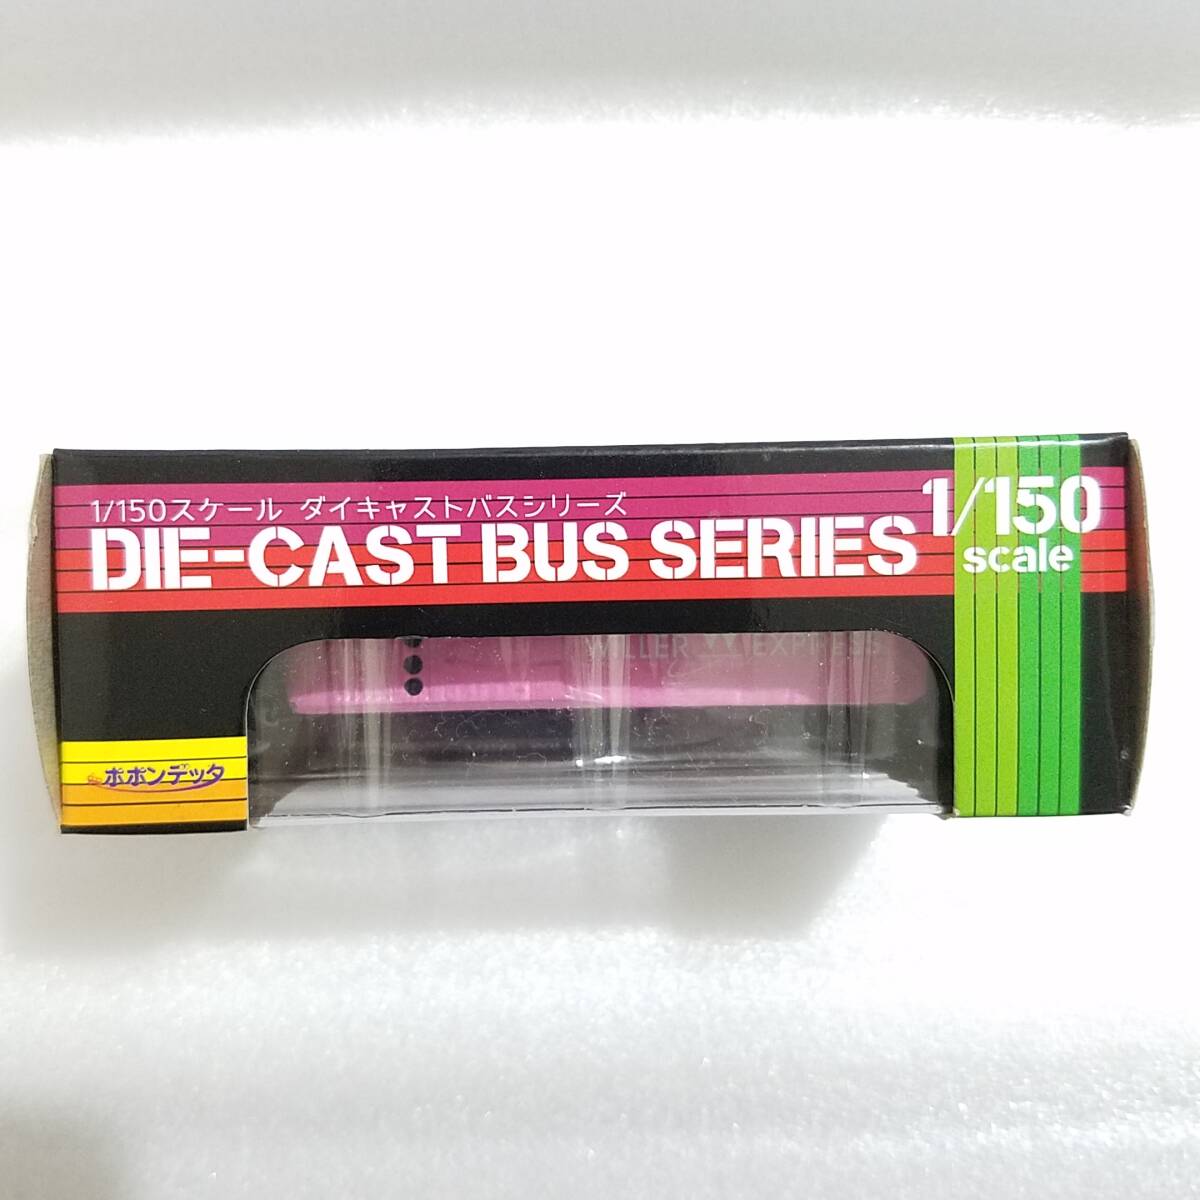 1/150スケール ダイキャストバスシリーズ
DIE-CAST BUS SERIES
1/150
scale
WILLER EXPRESS
ポポンデッタ